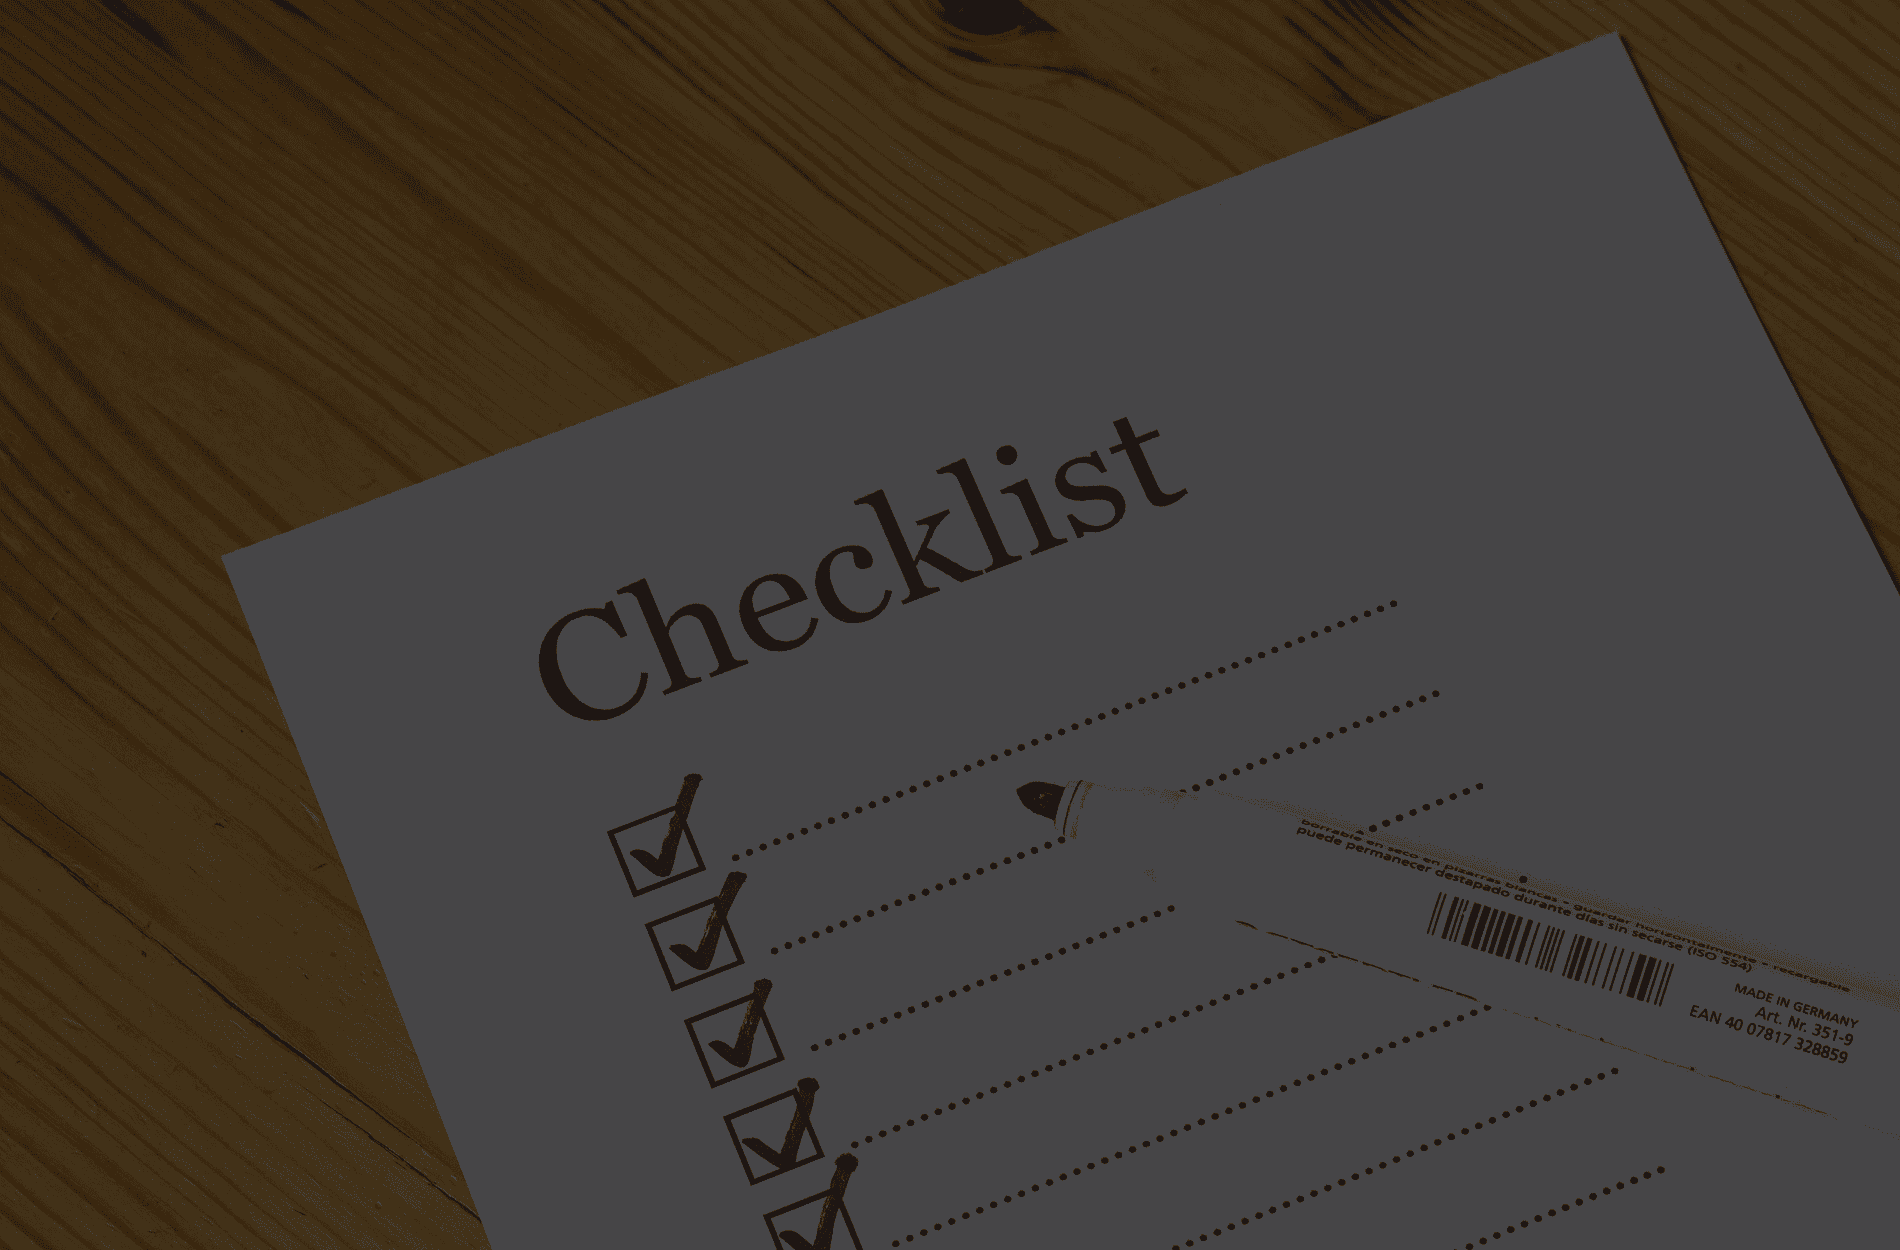 Checklist
borrable en seco en pizarras blancas • guardar horizontalmente • recargable
puede permanecer destapado durante días sin secarse (ISO 554)
MADE IN GERMANY
Art. Nr. 351-9
EAN 40 07817 328859